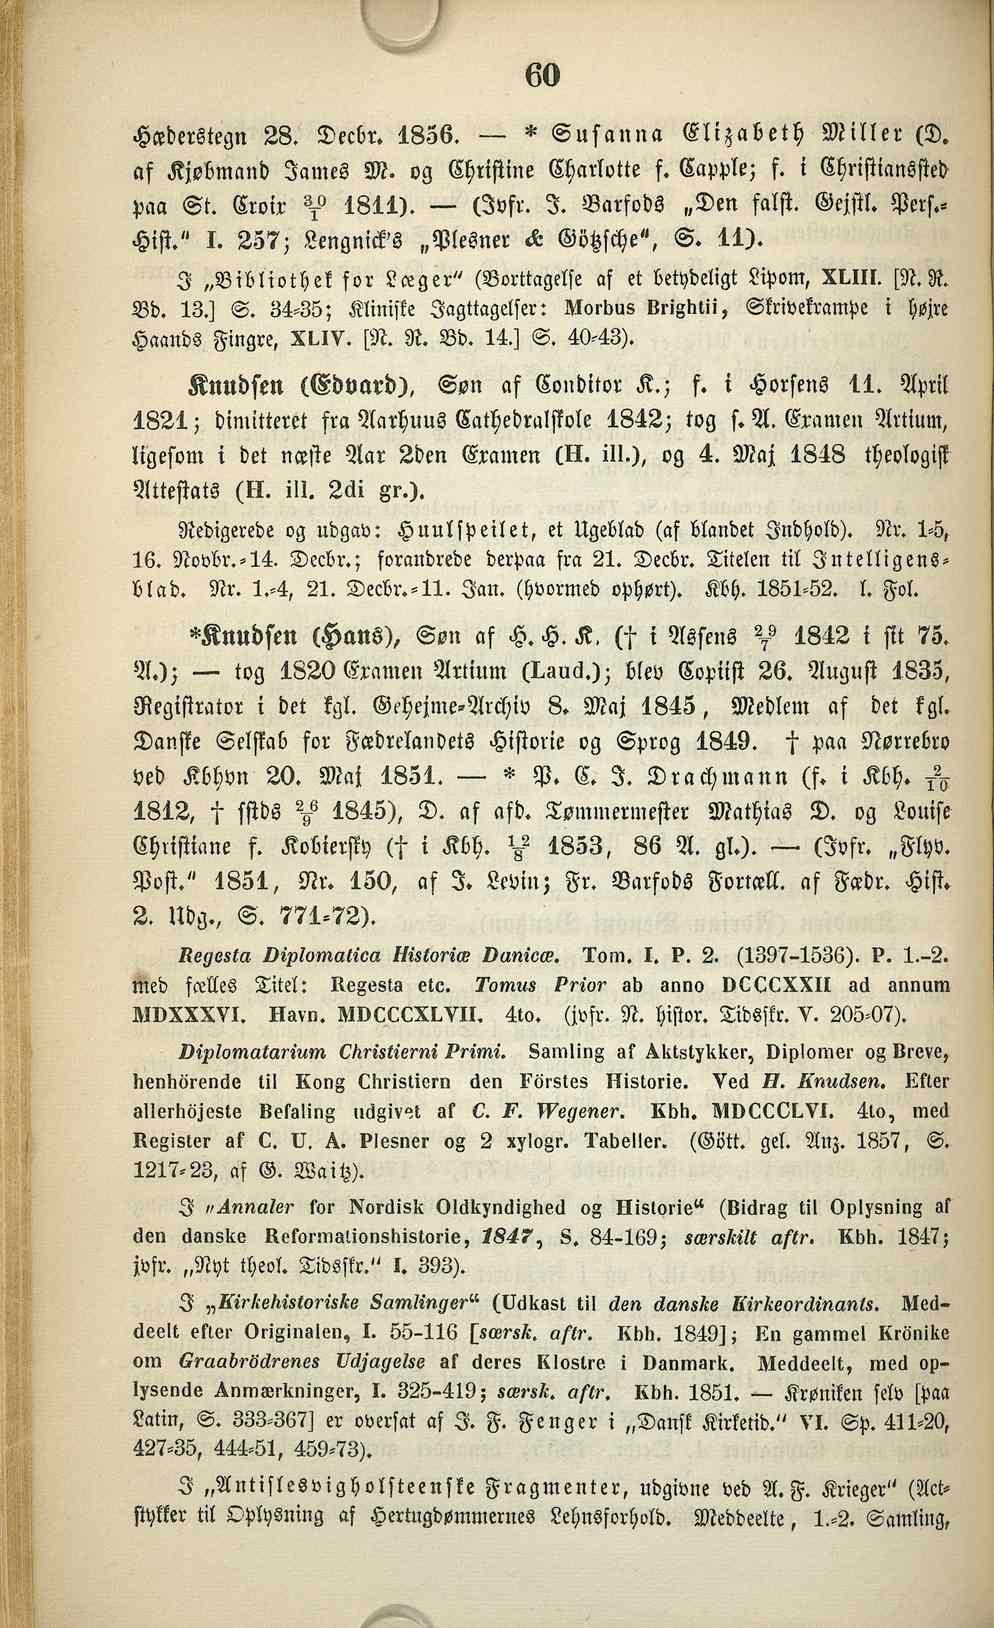 60
Hæderstegn 28. Decbr. 1856. — * Susanna Elizabeth Miller (D.
af Kjøbmand James M. og Christine Charlotte f. Capple; f. i Christianssted
paa St. Croix 30/1 1811). — (Jvfr. J. Barfods „Den falst. Geistl. Pers.-
Hist." I. 257; Lengnick's „Plesner & Götzsche", S. 11).
I „Bibliothek for Læger" (Borttagelse af et betydeligt Lipom, XLIII. [N. R.
Bd. 13.] S. 34-35; Kliniske Jagttagelser: Morbus Brightii, Skrivekrampe i højre
Haands Fingre, XLIV. [N. R. Bd. 14.] S. 40-43).
Knudsen (Edvard), Søn af Conditor K.; f. i Horsens 11. April
1821; dimitteret fra Aarhuus Cathedralskole 1842; tog s. A. Examen Artium,
ligesom i det næste Aar 2den Examen (H. ill.), og 4. Maj 1848 theologisk
Attestats (H. ill. 2di gr.).
Redigerede og udgav: Huulspeilet, et Ugeblad (af blandet Indhold). Nr. 1-5,
16. Novbr.-14. Decbr.; forandrede derpaa fra 21. Decbr. Titelen til Intelligens-
blad. Nr. 1.-4, 21. Decbr.-11. Jan. (hvormed ophørt). Kbh. 1851-52. l. Fol.
*Knudsen (Hans), Søn af H. H. K. († i Assens 29/7 1842 i sit 75.
A.); — tog 1820 Examen Artium (Laud.); blev Copiist 26. August 1835,
Registrator i det kgl. Geheime-Archiv 8. Maj 1845, Medlem af det kgl.
Danske Selskab for Fædrelandets Historie og Sprog 1849. † paa Nørrebro
ved Kbhvn 20. Maj 1851. — * P. C. J. Drachmann (f. i Kbh. 2/10
1812, † sstds 26/9 1845), D. af afd. Tømmermester Mathias D. og Louise
Christiane f. Kobiersky († i Kbh. 12/8 1853, 86 A. gl.). — (Jvfr. „Flyv.
Post." 1851, Nr. 150, af J. Levin; Fr. Barfods Fortæll. af Fædr. Hist.
2. Udg., S. 771-72).
Regesta Diplomatica Historiæ Danicæ. Tom. I. P. 2. (1397-1536). P. 1.-2.
med fælles Titel: Regesta etc. Tomus Prior ab anno DCCCXXII ad annum
MDXXXVI. Havn. MDCCCXLVII. 4to. (jvfr. N. histor. Tidsskr. V. 205-07).
Diplomatarium Christierni Primi. Samling af Aktstykker, Diplomer og Breve,
henhörende til Kong Christiern den Förstes Historie. Ved H. Knudsen. Efter
allerhöjeste Befaling udgivet af C. F. Wegener. Kbh. MDCCCLVI. 4to, med
Register af C. U. A. Plesner og 2 xylogr. Tabeller. (Gött. gel. Anz. 1857, S.
1217-23, af G. Waitz).
I „Annaler for Nordisk Oldkyndighed og Historie" (Bidrag til Oplysning af
den danske Reformationshistorie, 1847, S. 84-169; særskilt aftr. Kbh. 1847;
jvfr. „Nyt theol. Tidsskr." I. 393).
I „Kirkehistoriske Samlinger" (Udkast til den danske Kirkeordinants. Med-
deelt efter Originalen, I. 55-116 [særsk. aftr. Kbh. 1849]; En gammel Krönike
om Graabrödrenes Udjagelse af deres Klostre i Danmark. Meddeelt, med op-
lysende Anmærkninger, I. 325-419; særsk. aftr. Kbh. 1851. — Krøniken selv [paa
Latin, S. 333-367] er oversat af J. F. Fenger i „Dansk Kirketid." VI. Sp. 411-20,
427-35, 444-51, 459-73).
I „Antislesvigholsteenske Fragmenter, udgivne ved A. F. Krieger" (Act-
stykker til Oplysning af Hertugdømmernes Lehnsforhold. Meddeelte, 1.-2. Samling,